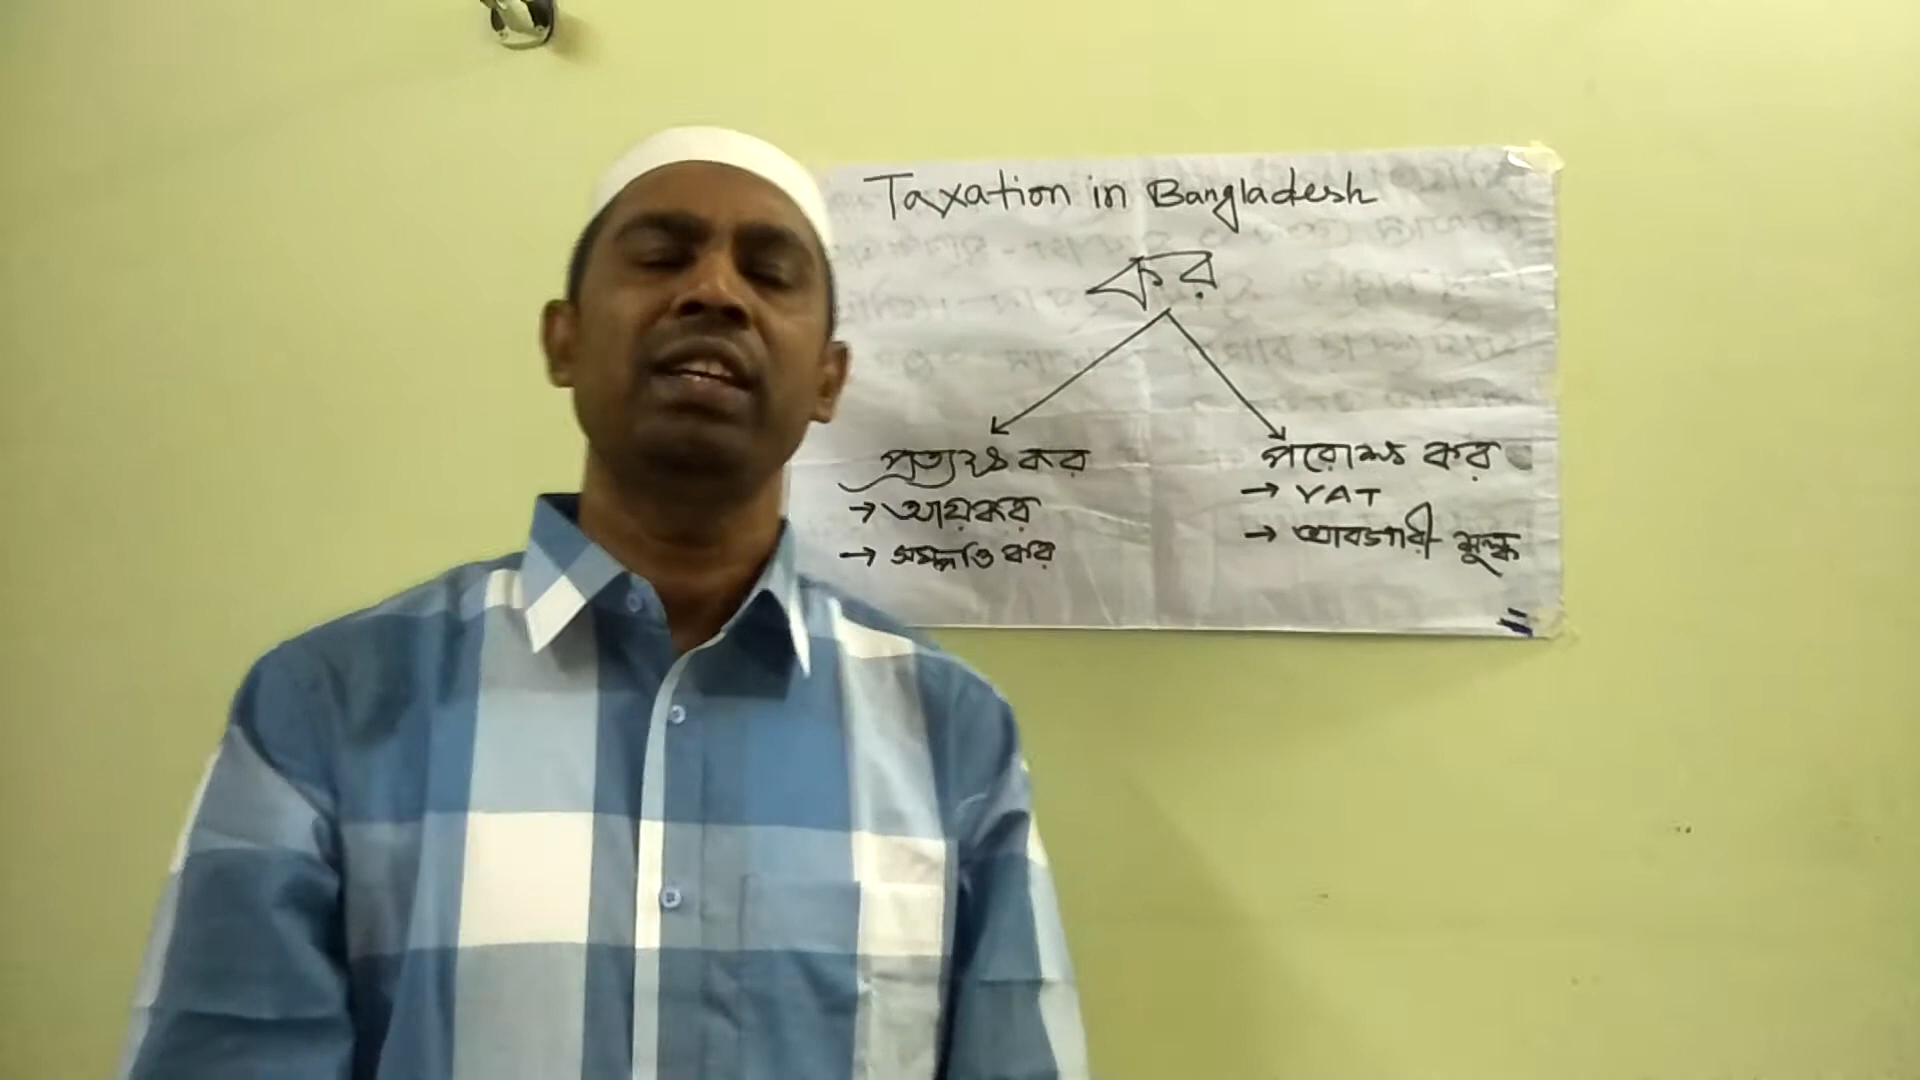 Taxation in Bangladesh
কর
প্রত্যক্ষ কর
→ আয়কর
→ সম্পত্তি কর
পরোক্ষ কর
→ VAT
→ আবগারী শুল্ক